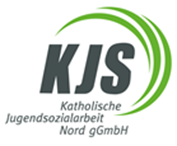 KJS
Katholische
Jugendsozialarbeit
Nord gGmbH